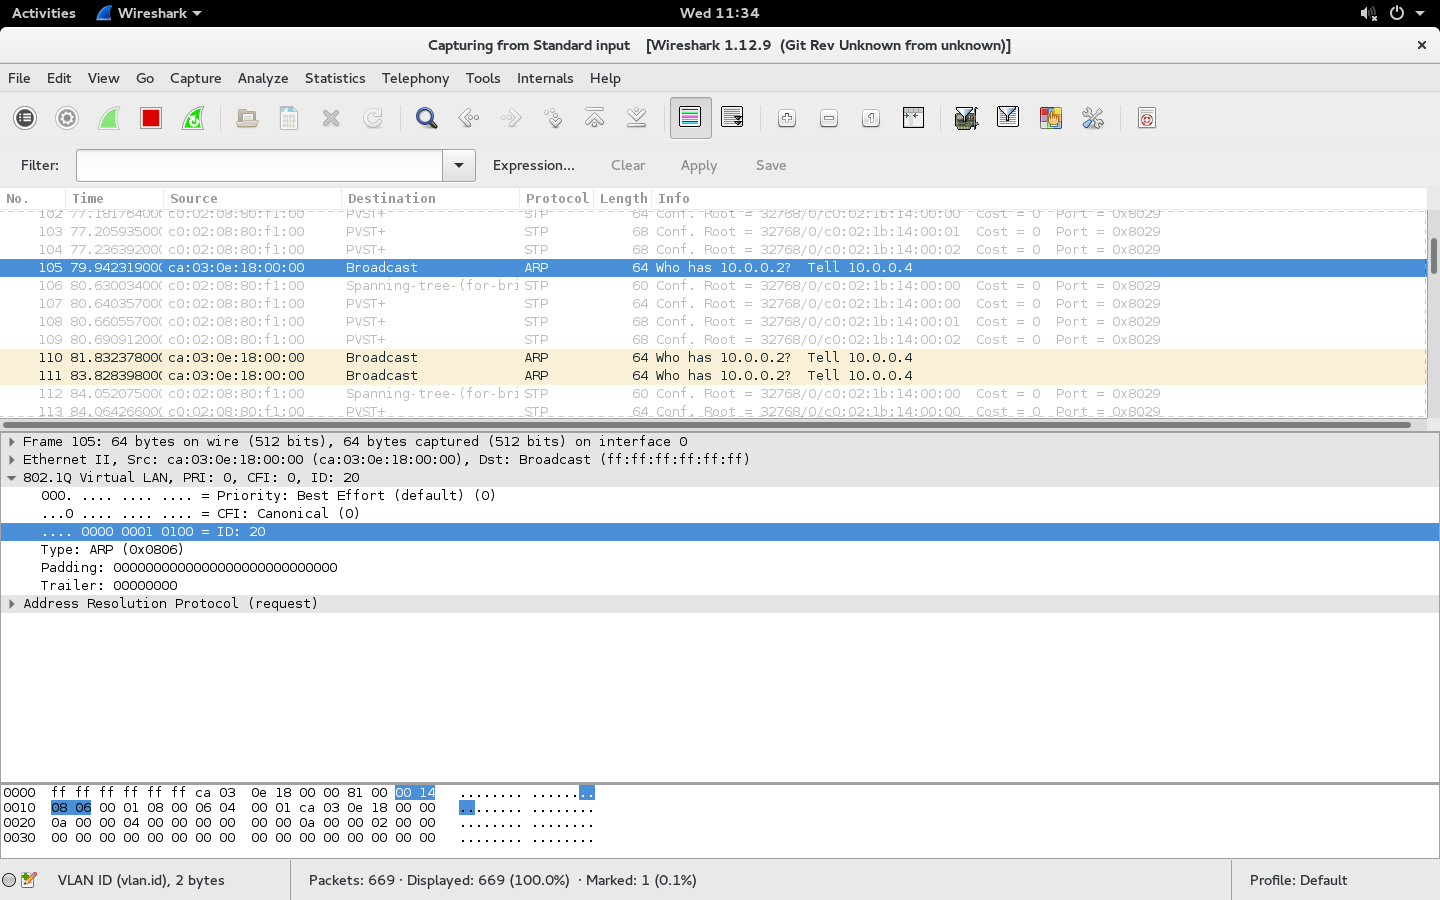 Activities Wireshark Wed 11:34
Capturing from Standard input [Wireshark 1.12.9 (Git Rev Unknown from unknown)]
File Edit View Go Capture Analyze Statistics Telephony Tools Internals Help
Filter: Expression... Clear Apply Save
No. Time Source Destination Protocol Length Info
102 77.181764000 c0:02:08:80:f1:00 PVST+ STP 64 Conf. Root = 32768/0/c0:02:1b:14:00:00 Cost = 0 Port = 0x8029
103 77.205935000 c0:02:08:80:f1:00 PVST+ STP 68 Conf. Root = 32768/0/c0:02:1b:14:00:01 Cost = 0 Port = 0x8029
104 77.236392000 c0:02:08:80:f1:00 PVST+ STP 68 Conf. Root = 32768/0/c0:02:1b:14:00:02 Cost = 0 Port = 0x8029
105 79.942319000 ca:03:0e:18:00:00 Broadcast ARP 64 Who has 10.0.0.2? Tell 10.0.0.4
106 80.630034000 c0:02:08:80:f1:00 Spanning-tree-(for-bri STP 60 Conf. Root = 32768/0/c0:02:1b:14:00:00 Cost = 0 Port = 0x8029
107 80.640357000 c0:02:08:80:f1:00 PVST+ STP 64 Conf. Root = 32768/0/c0:02:1b:14:00:00 Cost = 0 Port = 0x8029
108 80.660557000 c0:02:08:80:f1:00 PVST+ STP 68 Conf. Root = 32768/0/c0:02:1b:14:00:01 Cost = 0 Port = 0x8029
109 80.690912000 c0:02:08:80:f1:00 PVST+ STP 68 Conf. Root = 32768/0/c0:02:1b:14:00:02 Cost = 0 Port = 0x8029
110 81.832378000 ca:03:0e:18:00:00 Broadcast ARP 64 Who has 10.0.0.2? Tell 10.0.0.4
111 83.828398000 ca:03:0e:18:00:00 Broadcast ARP 64 Who has 10.0.0.2? Tell 10.0.0.4
112 84.052075000 c0:02:08:80:f1:00 Spanning-tree-(for-bri STP 60 Conf. Root = 32768/0/c0:02:1b:14:00:00 Cost = 0 Port = 0x8029
113 84.064266000 c0:02:08:80:f1:00 PVST+ STP 64 Conf. Root = 32768/0/c0:02:1b:14:00:00 Cost = 0 Port = 0x8029
Frame 105: 64 bytes on wire (512 bits), 64 bytes captured (512 bits) on interface 0
Ethernet II, Src: ca:03:0e:18:00:00 (ca:03:0e:18:00:00), Dst: Broadcast (ff:ff:ff:ff:ff:ff)
802.1Q Virtual LAN, PRI: 0, CFI: 0, ID: 20
000. .... .... .... = Priority: Best Effort (default) (0)
...0 .... .... .... = CFI: Canonical (0)
.... 0000 0001 0100 = ID: 20
Type: ARP (0x0806)
Padding: 0000000000000000000000000000
Trailer: 00000000
Address Resolution Protocol (request)
0000 ff ff ff ff ff ff ca 03 0e 18 00 00 81 00 00 14 ........ ........
0010 08 06 00 01 08 00 06 04 00 01 ca 03 0e 18 00 00 ........ ........
0020 0a 00 00 04 00 00 00 00 00 00 0a 00 00 02 00 00 ........ ........
0030 00 00 00 00 00 00 00 00 00 00 00 00 00 00 00 00 ........ ........
VLAN ID (vlan.id), 2 bytes Packets: 669 · Displayed: 669 (100.0%) · Marked: 1 (0.1%) Profile: Default